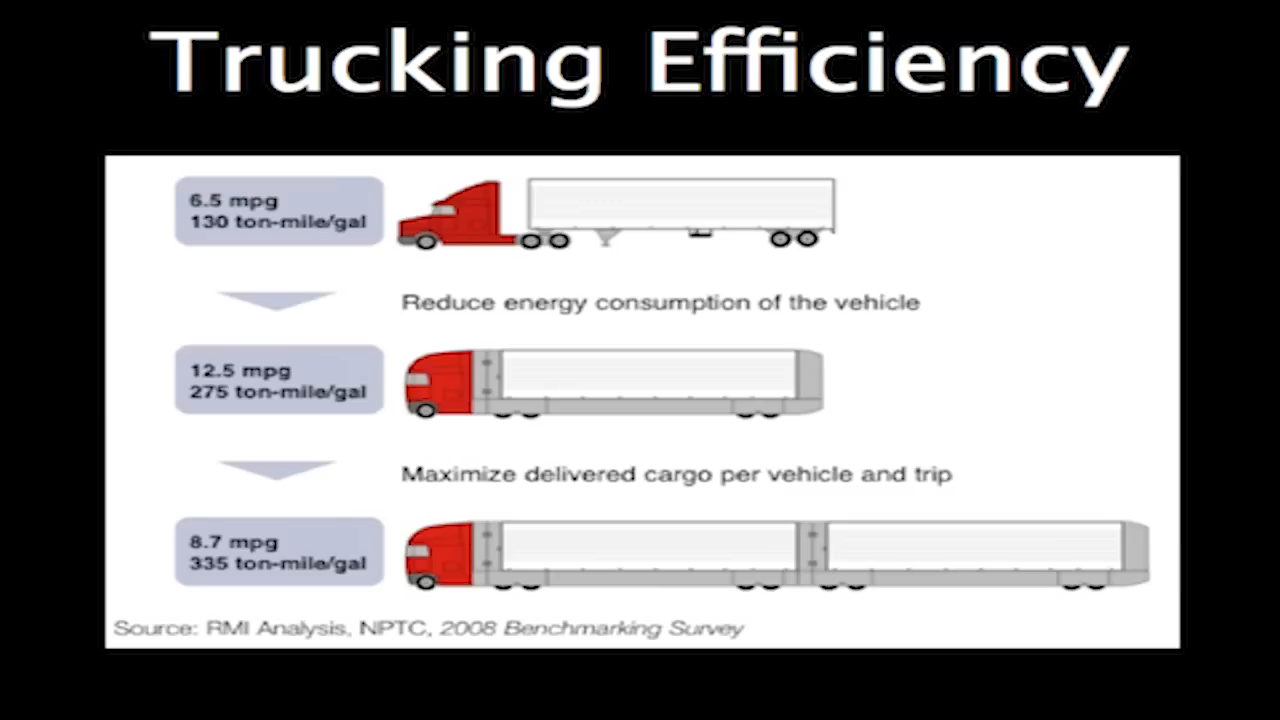 Trucking Efficiency
6.5 mpg
130 ton-mile/gal
Reduce energy consumption of the vehicle
12.5 mpg
275 ton-mile/gal
Maximize delivered cargo per vehicle and trip
8.7 mpg
335 ton-mile/gal
Source: RMI Analysis, NPTC, 2008 Benchmarking Survey